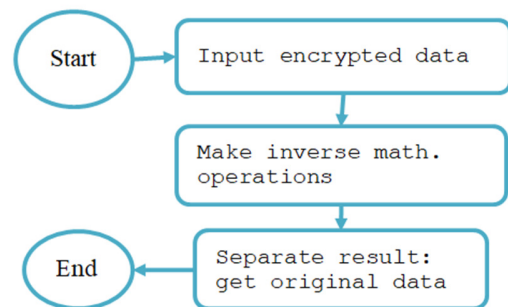 Start
Input encrypted data
Make inverse math.
operations
Separate result:
get original data
End